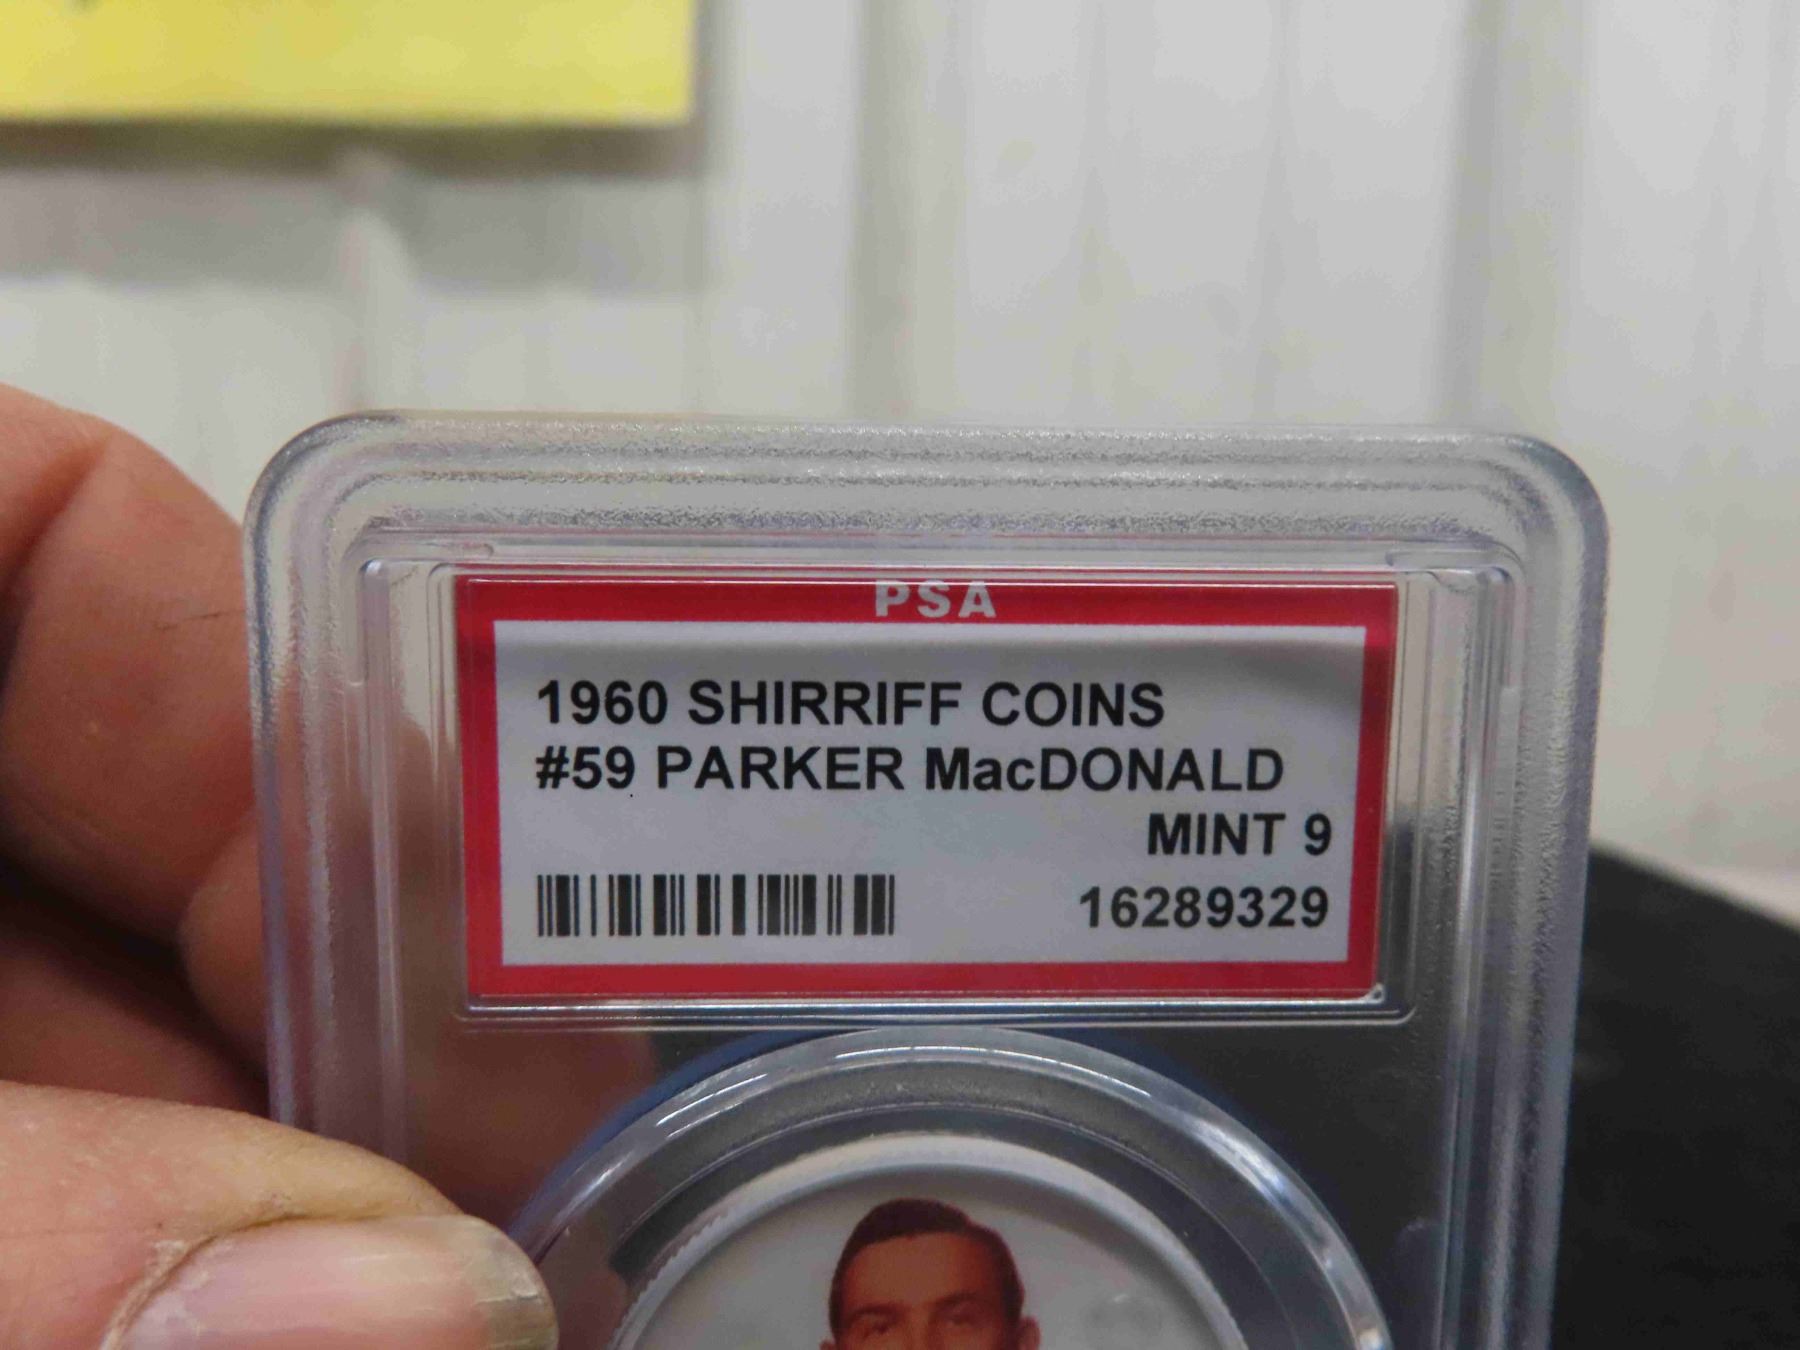 PSA
1960 SHIRRIFF COINS
#59 PARKER MacDONALD
MINT 9
16289329